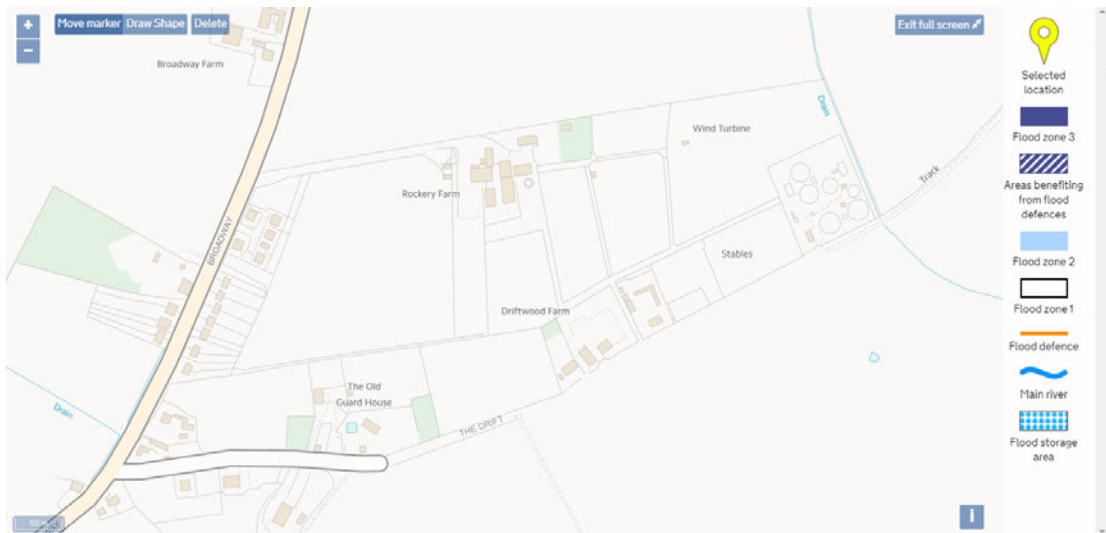 +
−
Move marker
Draw Shape
Delete
Exit full screen
Broadway Farm
Drain
Wind Turbine
Rockery Farm
Track
BROADWAY
Stables
Driftwood Farm
The Old
Guard House
Drain
THE DRIFT
i
Selected
location
Flood zone 3
Areas benefiting
from flood
defences
Flood zone 2
Flood zone 1
Flood defence
Main river
Flood storage
area